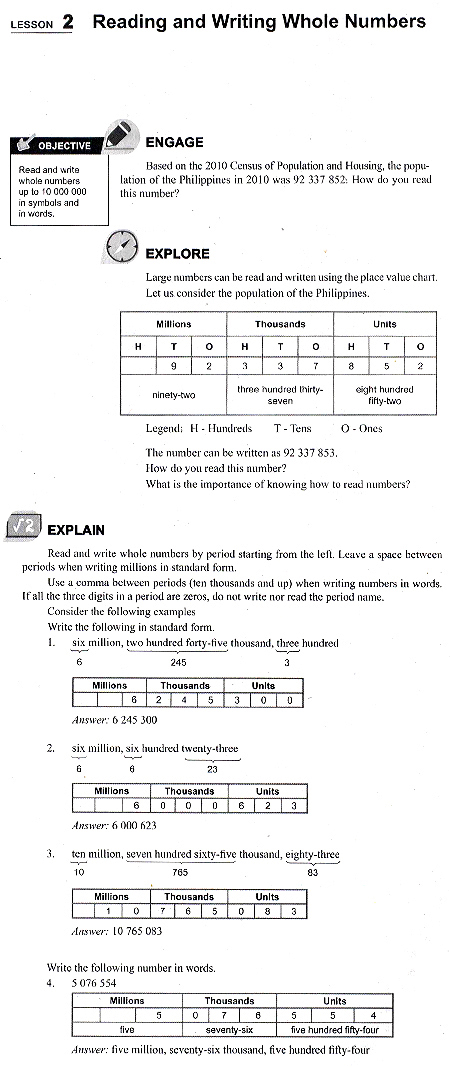 LESSON 2 Reading and Writing Whole Numbers
OBJECTIVE
Read and write
whole numbers
up to 10 000 000
in symbols and
in words.
ENGAGE
Based on the 2010 Census of Population and Housing, the popu-
lation of the Philippines in 2010 was 92 337 852. How do you read
this number?
EXPLORE
Large numbers can be read and written using the place value chart.
Let us consider the population of the Philippines.
Millions Thousands Units
H T O H T O H T O
9 2 3 3 7 8 5 2
ninety-two three hundred thirty-seven eight hundred fifty-two
Legend: H - Hundreds T - Tens O - Ones
The number can be written as 92 337 853.
How do you read this number?
What is the importance of knowing how to read numbers?
√2 EXPLAIN
Read and write whole numbers by period starting from the left. Leave a space between
periods when writing millions in standard form.
Use a comma between periods (ten thousands and up) when writing numbers in words.
If all the three digits in a period are zeros, do not write nor read the period name.
Consider the following examples
Write the following in standard form.
1. six million, two hundred forty-five thousand, three hundred
6 245 3
Millions Thousands Units
6 2 4 5 3 0 0
Answer: 6 245 300
2. six million, six hundred twenty-three
6 6 23
Millions Thousands Units
6 0 0 0 6 2 3
Answer: 6 000 623
3. ten million, seven hundred sixty-five thousand, eighty-three
10 765 83
Millions Thousands Units
1 0 7 6 5 0 8 3
Answer: 10 765 083
Write the following number in words.
4. 5 076 554
Millions Thousands Units
5 0 7 6 5 5 4
five seventy-six five hundred fifty-four
Answer: five million, seventy-six thousand, five hundred fifty-four